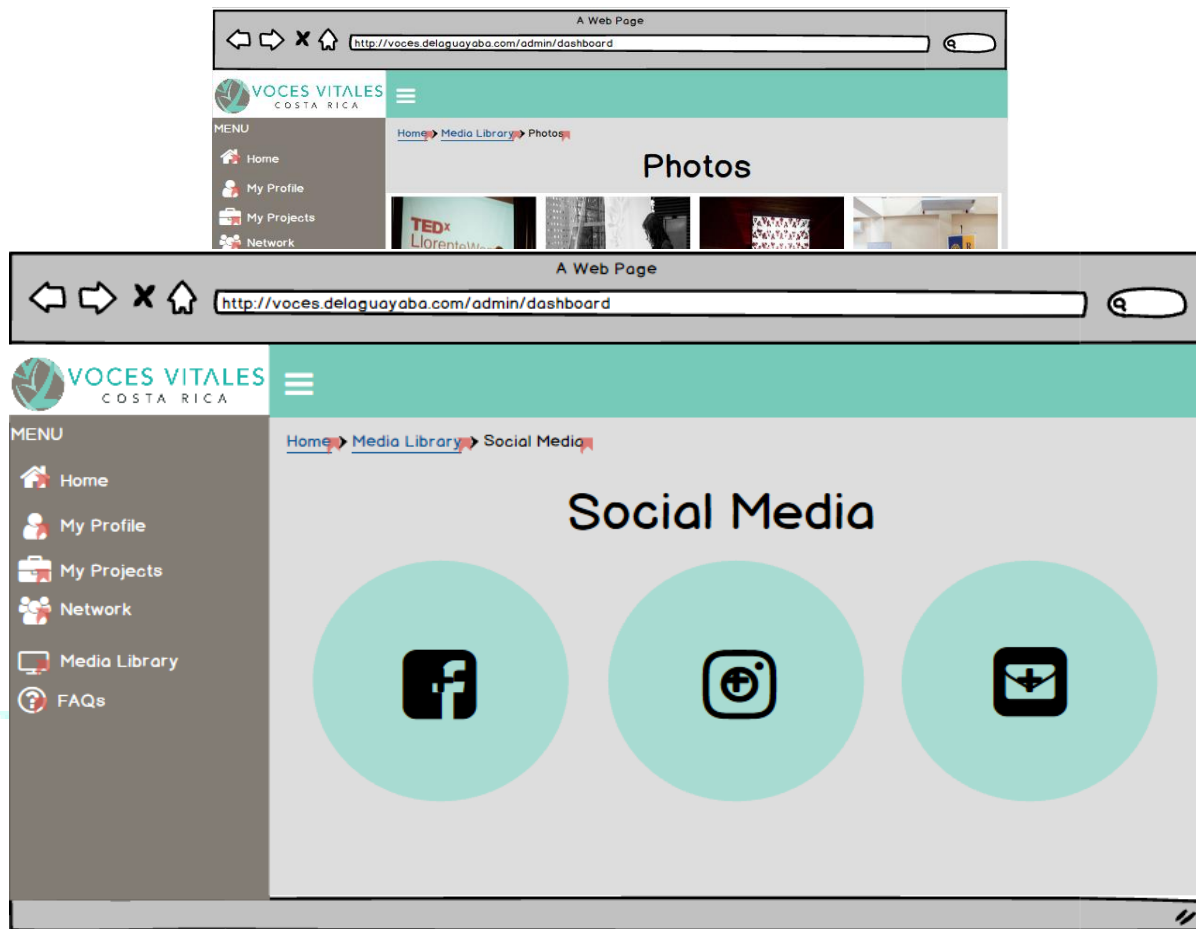 A Web Page
http://voces.delaguayaba.com/admin/dashboard
VOCES VITALES
COSTA RICA
MENU
Home
My Profile
My Projects
Network
Home > Media Library > Photos
Photos
TEDx
LlorenteWo
A Web Page
http://voces.delaguayaba.com/admin/dashboard
VOCES VITALES
COSTA RICA
MENU
Home
My Profile
My Projects
Network
Media Library
FAQs
Home > Media Library > Social Media
Social Media